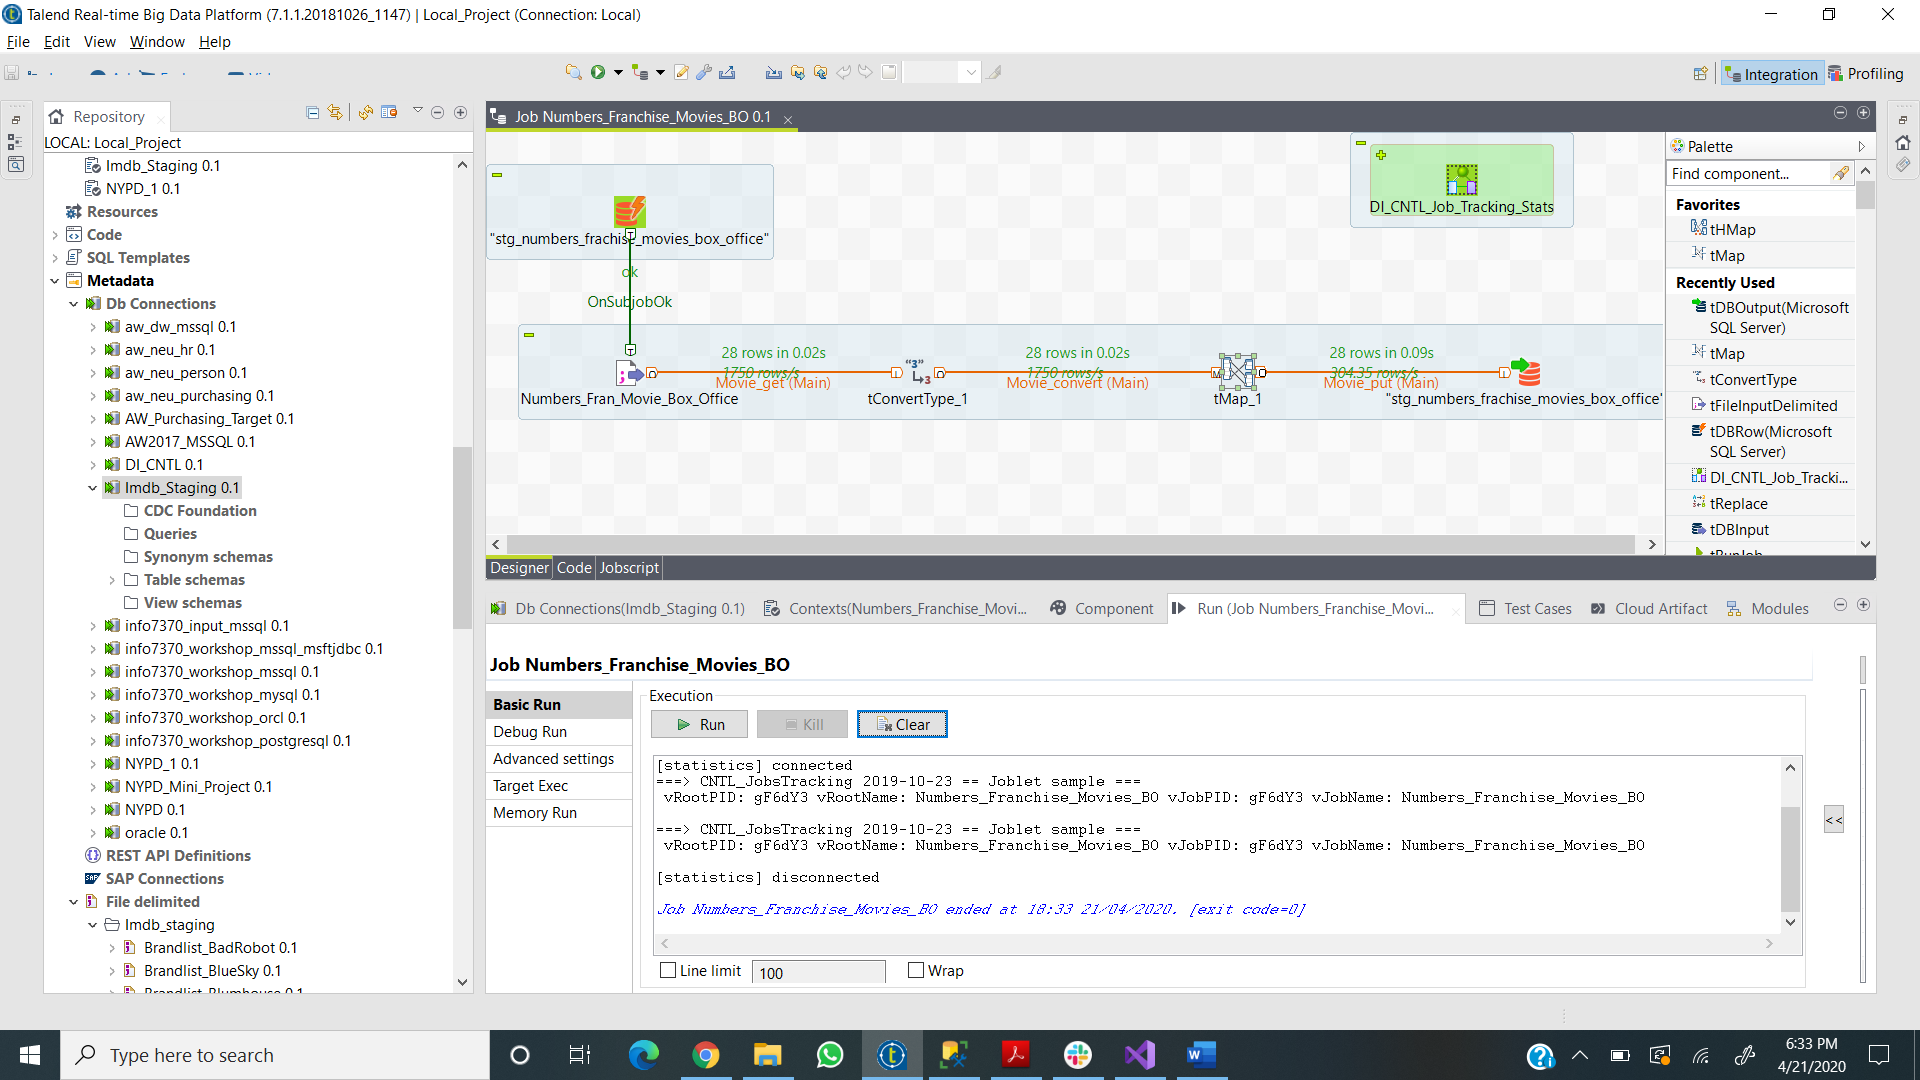 Talend Real-time Big Data Platform (7.1.1.20181026_1147) | Local_Project (Connection: Local)
File Edit View Window Help
Integration Profiling
Repository
LOCAL: Local_Project
Imdb_Staging 0.1
NYPD_1 0.1
Resources
Code
SQL Templates
Metadata
Db Connections
aw_dw_mssql 0.1
aw_neu_hr 0.1
aw_neu_person 0.1
aw_neu_purchasing 0.1
AW_Purchasing_Target 0.1
AW2017_MSSQL 0.1
DI_CNTL 0.1
Imdb_Staging 0.1
CDC Foundation
Queries
Synonym schemas
Table schemas
View schemas
info7370_input_mssql 0.1
info7370_workshop_mssql_msftjdbc 0.1
info7370_workshop_mssql 0.1
info7370_workshop_mysql 0.1
info7370_workshop_orcl 0.1
info7370_workshop_postgresql 0.1
NYPD_1 0.1
NYPD_Mini_Project 0.1
NYPD 0.1
oracle 0.1
REST API Definitions
SAP Connections
File delimited
Imdb_staging
Brandlist_BadRobot 0.1
Brandlist_BlueSky 0.1
Brandlist_Blumhouse 0.1
Job Numbers_Franchise_Movies_BO 0.1
"stg_numbers_frachise_movies_box_office"
ok
OnSubjobOk
DI_CNTL_Job_Tracking_Stats
28 rows in 0.02s
1750 rows/s
Movie_get (Main)
28 rows in 0.02s
1750 rows/s
Movie_convert (Main)
28 rows in 0.09s
304.35 rows/s
Movie_put (Main)
Numbers_Fran_Movie_Box_Office
tConvertType_1
tMap_1
"stg_numbers_frachise_movies_box_office"
Palette
Find component...
Favorites
tHMap
tMap
Recently Used
tDBOutput(Microsoft
SQL Server)
tMap
tConvertType
tFileInputDelimited
tDBRow(Microsoft
SQL Server)
DI_CNTL_Job_Tracki...
tReplace
tDBInput
tRunJob
Designer Code Jobscript
Db Connections(Imdb_Staging 0.1) Contexts(Numbers_Franchise_Movi... Component Run (Job Numbers_Franchise_Movi... Test Cases Cloud Artifact Modules
Job Numbers_Franchise_Movies_BO
Basic Run
Debug Run
Advanced settings
Target Exec
Memory Run
Execution
Run Kill Clear
[statistics] connected
===> CNTL_JobsTracking 2019-10-23 == Joblet sample ===
vRootPID: gF6dY3 vRootName: Numbers_Franchise_Movies_BO vJobPID: gF6dY3 vJobName: Numbers_Franchise_Movies_BO
===> CNTL_JobsTracking 2019-10-23 == Joblet sample ===
vRootPID: gF6dY3 vRootName: Numbers_Franchise_Movies_BO vJobPID: gF6dY3 vJobName: Numbers_Franchise_Movies_BO
[statistics] disconnected
Job Numbers_Franchise_Movies_BO ended at 18:33 21/04/2020. [exit code=0]
Line limit 100 Wrap
<<
Type here to search
6:33 PM
4/21/2020